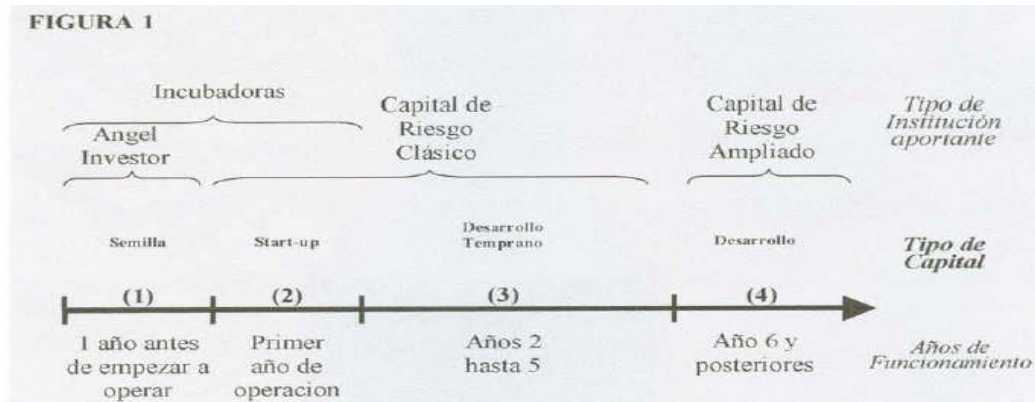 FIGURA 1
Incubadoras
Angel
Investor
Capital de
Riesgo
Clásico
Capital de
Riesgo
Ampliado
Tipo de
Institución
aportante
Semilla
Start-up
Desarrollo
Temprano
Desarrollo
Tipo de
Capital
(1)
(2)
(3)
(4)
1 año antes
de empezar a
operar
Primer
año de
operacion
Años 2
hasta 5
Año 6 y
posteriores
Años de
Funcionamiento